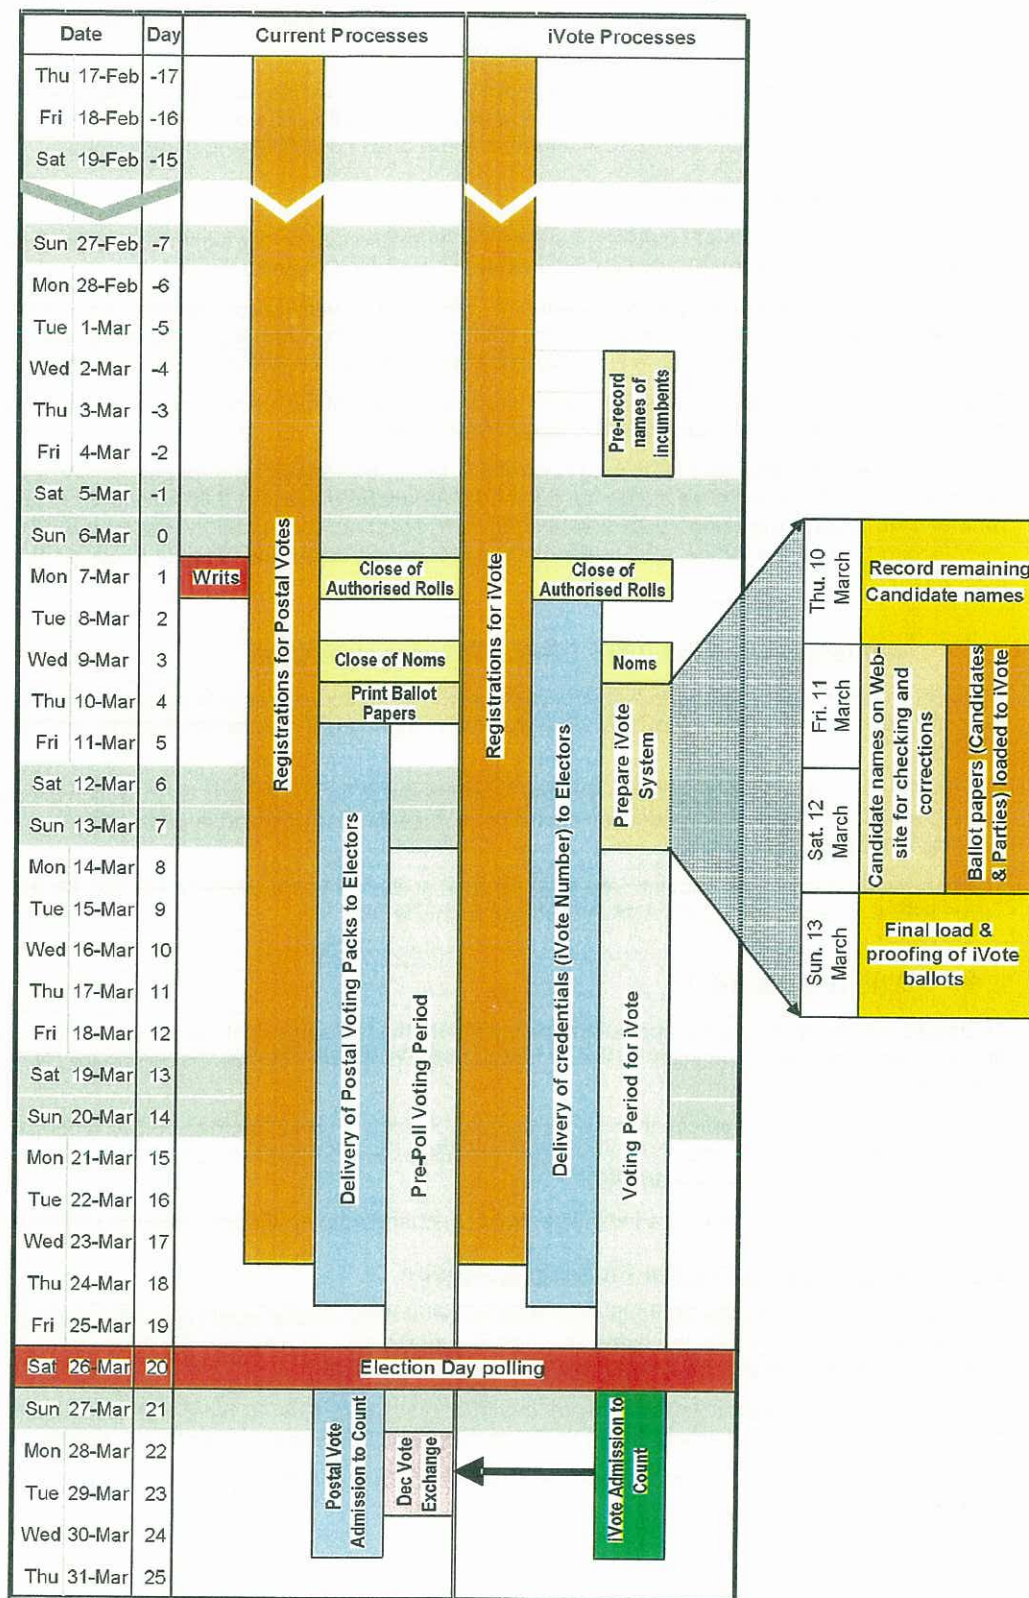 Date Day Current Processes iVote Processes
Thu 17-Feb -17
Fri 18-Feb -16
Sat 19-Feb -15
Sun 27-Feb -7
Mon 28-Feb -6
Tue 1-Mar -5
Wed 2-Mar -4
Thu 3-Mar -3
Fri 4-Mar -2
Sat 5-Mar -1
Sun 6-Mar 0
Mon 7-Mar 1
Tue 8-Mar 2
Wed 9-Mar 3
Thu 10-Mar 4
Fri 11-Mar 5
Sat 12-Mar 6
Sun 13-Mar 7
Mon 14-Mar 8
Tue 15-Mar 9
Wed 16-Mar 10
Thu 17-Mar 11
Fri 18-Mar 12
Sat 19-Mar 13
Sun 20-Mar 14
Mon 21-Mar 15
Tue 22-Mar 16
Wed 23-Mar 17
Thu 24-Mar 18
Fri 25-Mar 19
Sat 26-Mar 20 Election Day polling
Sun 27-Mar 21
Mon 28-Mar 22
Tue 29-Mar 23
Wed 30-Mar 24
Thu 31-Mar 25
Writs
Registrations for Postal Votes
Close of
Authorised Rolls
Close of Noms
Print Ballot
Papers
Delivery of Postal Voting Packs to Electors
Pre-Poll Voting Period
Postal Vote
Admission to Count
Dec Vote
Exchange
Registrations for iVote
Pre-record
names of
incumbents
Close of
Authorised Rolls
Noms
Prepare iVote
System
Delivery of credentials (iVote Number) to Electors
Voting Period for iVote
iVote Admission to
Count
Thu. 10
March
Record remaining
Candidate names
Fri. 11
March
Sat. 12
March
Candidate names on Web-
site for checking and
corrections
Ballot papers (Candidates
& Parties) loaded to iVote
Sun. 13
March
Final load &
proofing of iVote
ballots